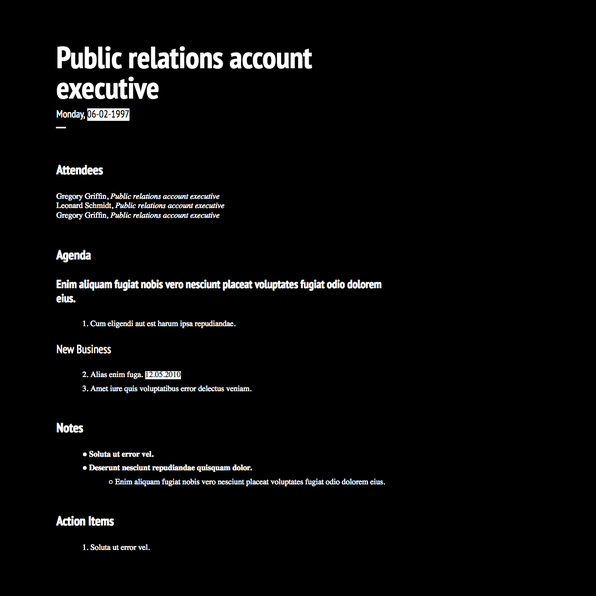 Public relations account
executive
Monday, 06-02-1997
Attendees
Gregory Griffin, Public relations account executive
Leonard Schmidt, Public relations account executive
Gregory Griffin, Public relations account executive
Agenda
Enim aliquam fugiat nobis vero nesciunt placeat voluptates fugiat odio dolorem
eius.
1. Cum eligendi aut est harum ipsa repudiandae.
New Business
2. Alias enim fuga. 12.05.2010
3. Amet iure quis voluptatibus error delectus veniam.
Notes
• Soluta ut error vel.
• Deserunt nesciunt repudiandae quisquam dolor.
○ Enim aliquam fugiat nobis vero nesciunt placeat voluptates fugiat odio dolorem eius.
Action Items
1. Soluta ut error vel.